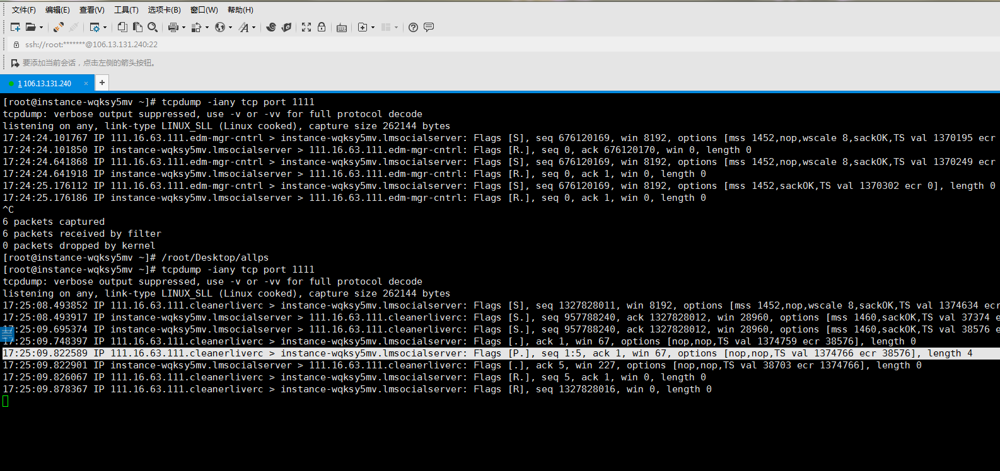 文件(F) 编辑(E) 查看(V) 工具(T) 选项卡(B) 窗口(W) 帮助(H)
ssh://root:*******@106.13.131.240:22
要添加当前会话，点击左侧的箭头按钮。
1 106.13.131.240 × +
[root@instance-wqksy5mv ~]# tcpdump -iany tcp port 1111
tcpdump: verbose output suppressed, use -v or -vv for full protocol decode
listening on any, link-type LINUX_SLL (Linux cooked), capture size 262144 bytes
17:24:24.101767 IP 111.16.63.111.edm-mgr-cntrl > instance-wqksy5mv.lmsocialserver: Flags [S], seq 676120169, win 8192, options [mss 1452,nop,wscale 8,sackOK,TS val 1370195 ecr
17:24:24.101850 IP instance-wqksy5mv.lmsocialserver > 111.16.63.111.edm-mgr-cntrl: Flags [R.], seq 0, ack 676120170, win 0, length 0
17:24:24.641868 IP 111.16.63.111.edm-mgr-cntrl > instance-wqksy5mv.lmsocialserver: Flags [S], seq 676120169, win 8192, options [mss 1452,nop,wscale 8,sackOK,TS val 1370249 ecr
17:24:24.641918 IP instance-wqksy5mv.lmsocialserver > 111.16.63.111.edm-mgr-cntrl: Flags [R.], seq 0, ack 1, win 0, length 0
17:24:25.176112 IP 111.16.63.111.edm-mgr-cntrl > instance-wqksy5mv.lmsocialserver: Flags [S], seq 676120169, win 8192, options [mss 1452,sackOK,TS val 1370302 ecr 0], length 0
17:24:25.176186 IP instance-wqksy5mv.lmsocialserver > 111.16.63.111.edm-mgr-cntrl: Flags [R.], seq 0, ack 1, win 0, length 0
^C
6 packets captured
6 packets received by filter
0 packets dropped by kernel
[root@instance-wqksy5mv ~]# /root/Desktop/allps
[root@instance-wqksy5mv ~]# tcpdump -iany tcp port 1111
tcpdump: verbose output suppressed, use -v or -vv for full protocol decode
listening on any, link-type LINUX_SLL (Linux cooked), capture size 262144 bytes
17:25:08.493852 IP 111.16.63.111.cleanerliverc > instance-wqksy5mv.lmsocialserver: Flags [S], seq 1327828011, win 8192, options [mss 1452,nop,wscale 8,sackOK,TS val 1374634 ecr
17:25:08.493917 IP instance-wqksy5mv.lmsocialserver > 111.16.63.111.cleanerliverc: Flags [S.], seq 957788240, ack 1327828012, win 28960, options [mss 1460,sackOK,TS val 37374 e
17:25:09.695374 IP instance-wqksy5mv.lmsocialserver > 111.16.63.111.cleanerliverc: Flags [S.], seq 957788240, ack 1327828012, win 28960, options [mss 1460,sackOK,TS val 38576 e
17:25:09.748397 IP 111.16.63.111.cleanerliverc > instance-wqksy5mv.lmsocialserver: Flags [.], ack 1, win 67, options [nop,nop,TS val 1374759 ecr 38576], length 0
17:25:09.822589 IP 111.16.63.111.cleanerliverc > instance-wqksy5mv.lmsocialserver: Flags [P.], seq 1:5, ack 1, win 67, options [nop,nop,TS val 1374766 ecr 38576], length 4
17:25:09.822901 IP instance-wqksy5mv.lmsocialserver > 111.16.63.111.cleanerliverc: Flags [.], ack 5, win 227, options [nop,nop,TS val 38703 ecr 1374766], length 0
17:25:09.826067 IP 111.16.63.111.cleanerliverc > instance-wqksy5mv.lmsocialserver: Flags [R.], seq 5, ack 1, win 0, length 0
17:25:09.878367 IP 111.16.63.111.cleanerliverc > instance-wqksy5mv.lmsocialserver: Flags [R], seq 1327828016, win 0, length 0